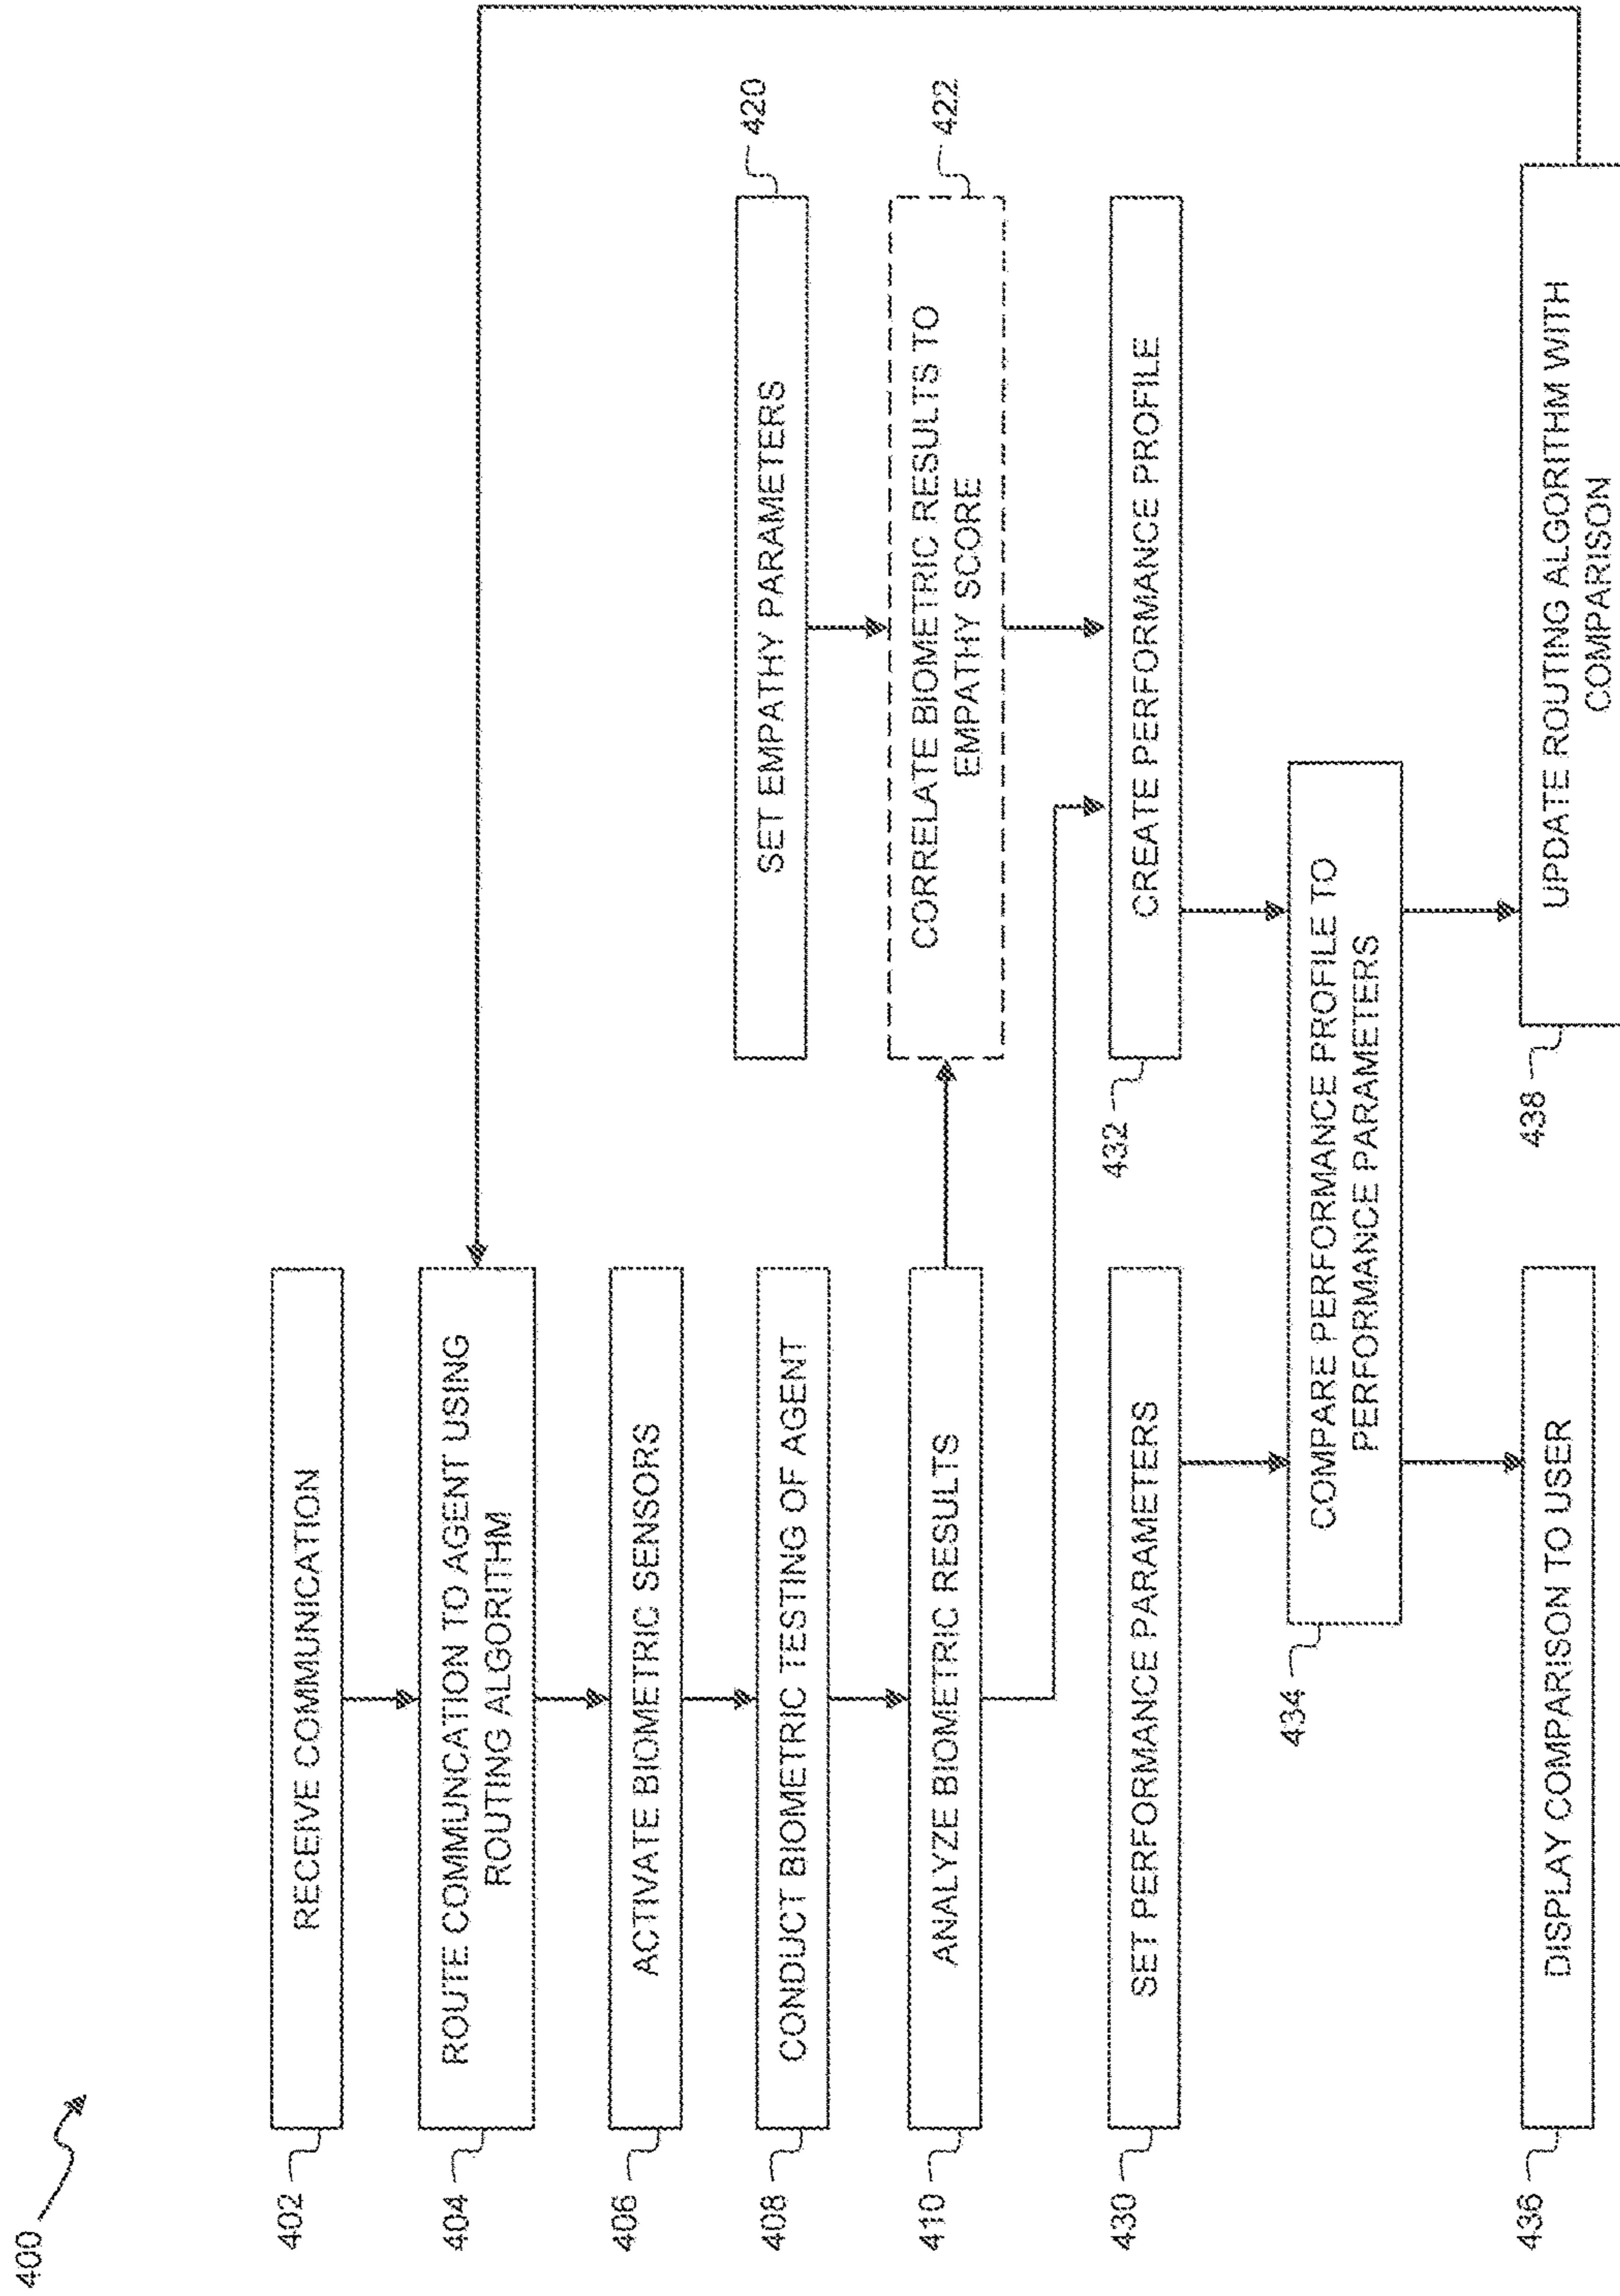 400
402
RECEIVE COMMUNICATION
404
ROUTE COMMUNCATION TO AGENT USING
ROUTING ALGORITHM
406
ACTIVATE BIOMETRIC SENSORS
408
CONDUCT BIOMETRIC TESTING OF AGENT
420
SET EMPATHY PARAMETERS
410
ANALYZE BIOMETRIC RESULTS
422
CORRELATE BIOMETRIC RESULTS TO
EMPATHY SCORE
430
SET PERFORMANCE PARAMETERS
432
CREATE PERFORMANCE PROFILE
434
COMPARE PERFORMANCE PROFILE TO
PERFORMANCE PARAMETERS
436
DISPLAY COMPARISON TO USER
438
UPDATE ROUTING ALGORITHM WITH
COMPARISON